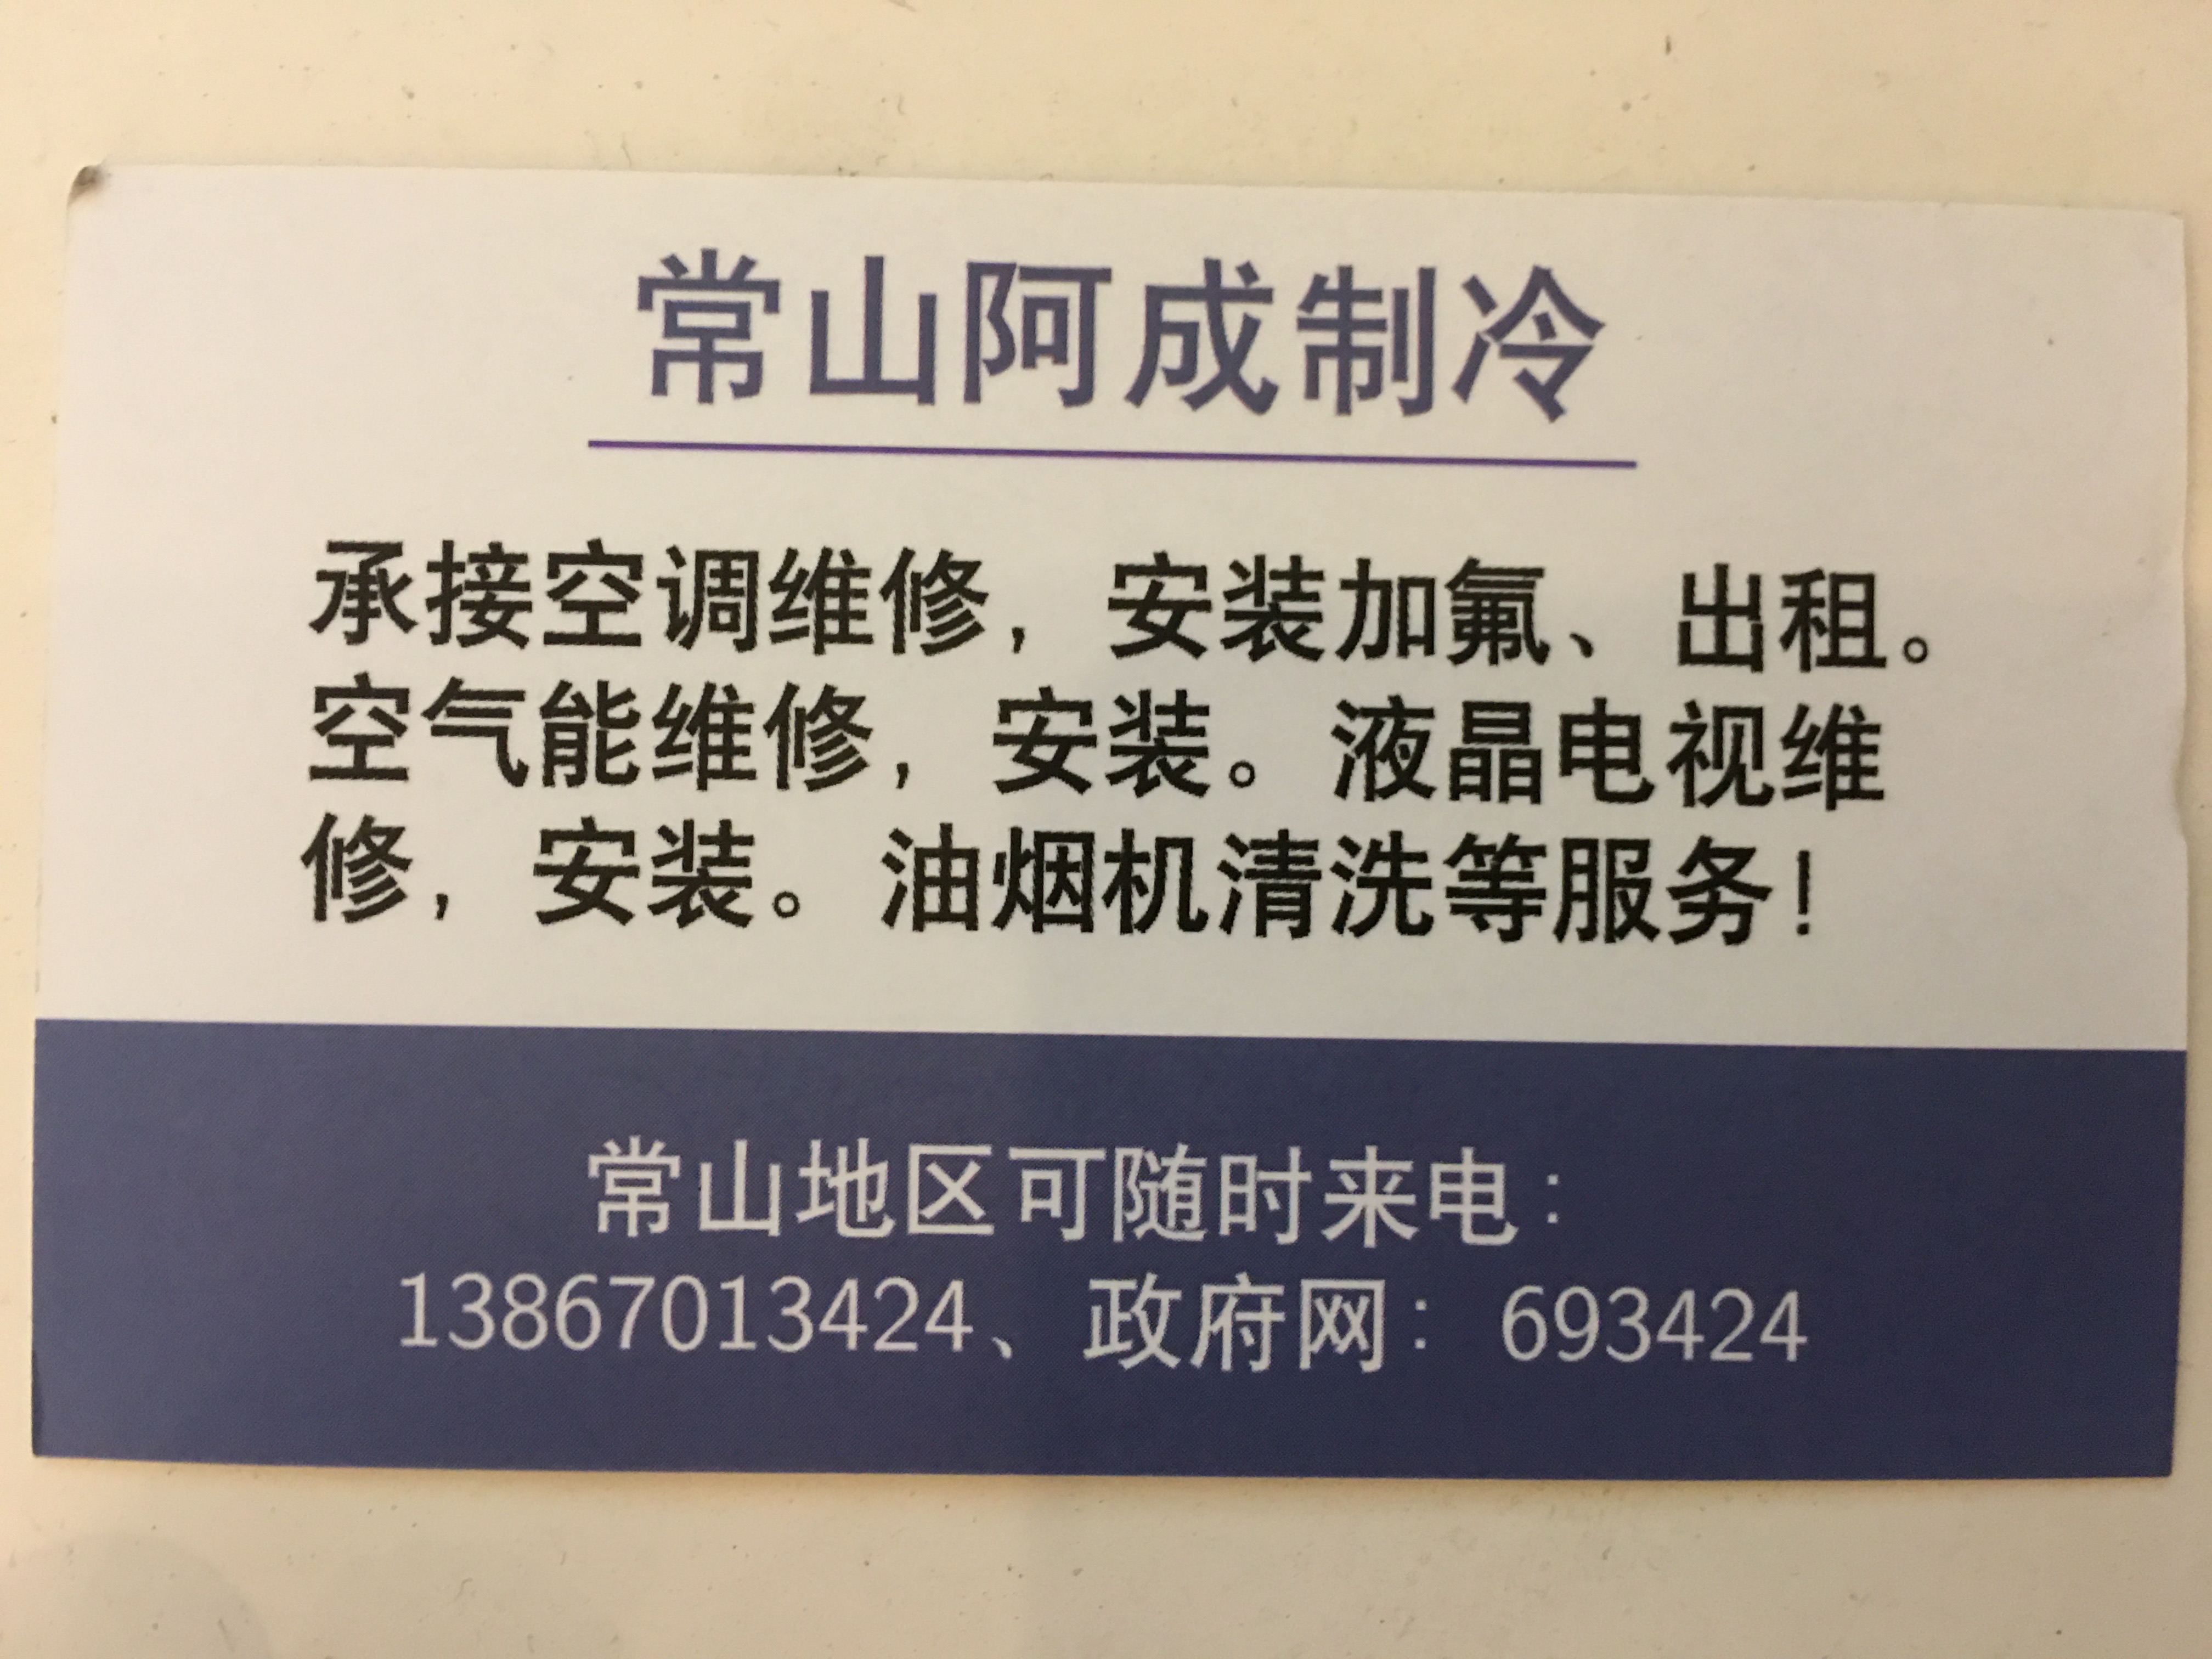 常山阿成制冷
承接空调维修，安装加氟、出租。
空气能维修，安装。液晶电视维
修，安装。油烟机清洗等服务！
常山地区可随时来电：
13867013424、政府网：693424